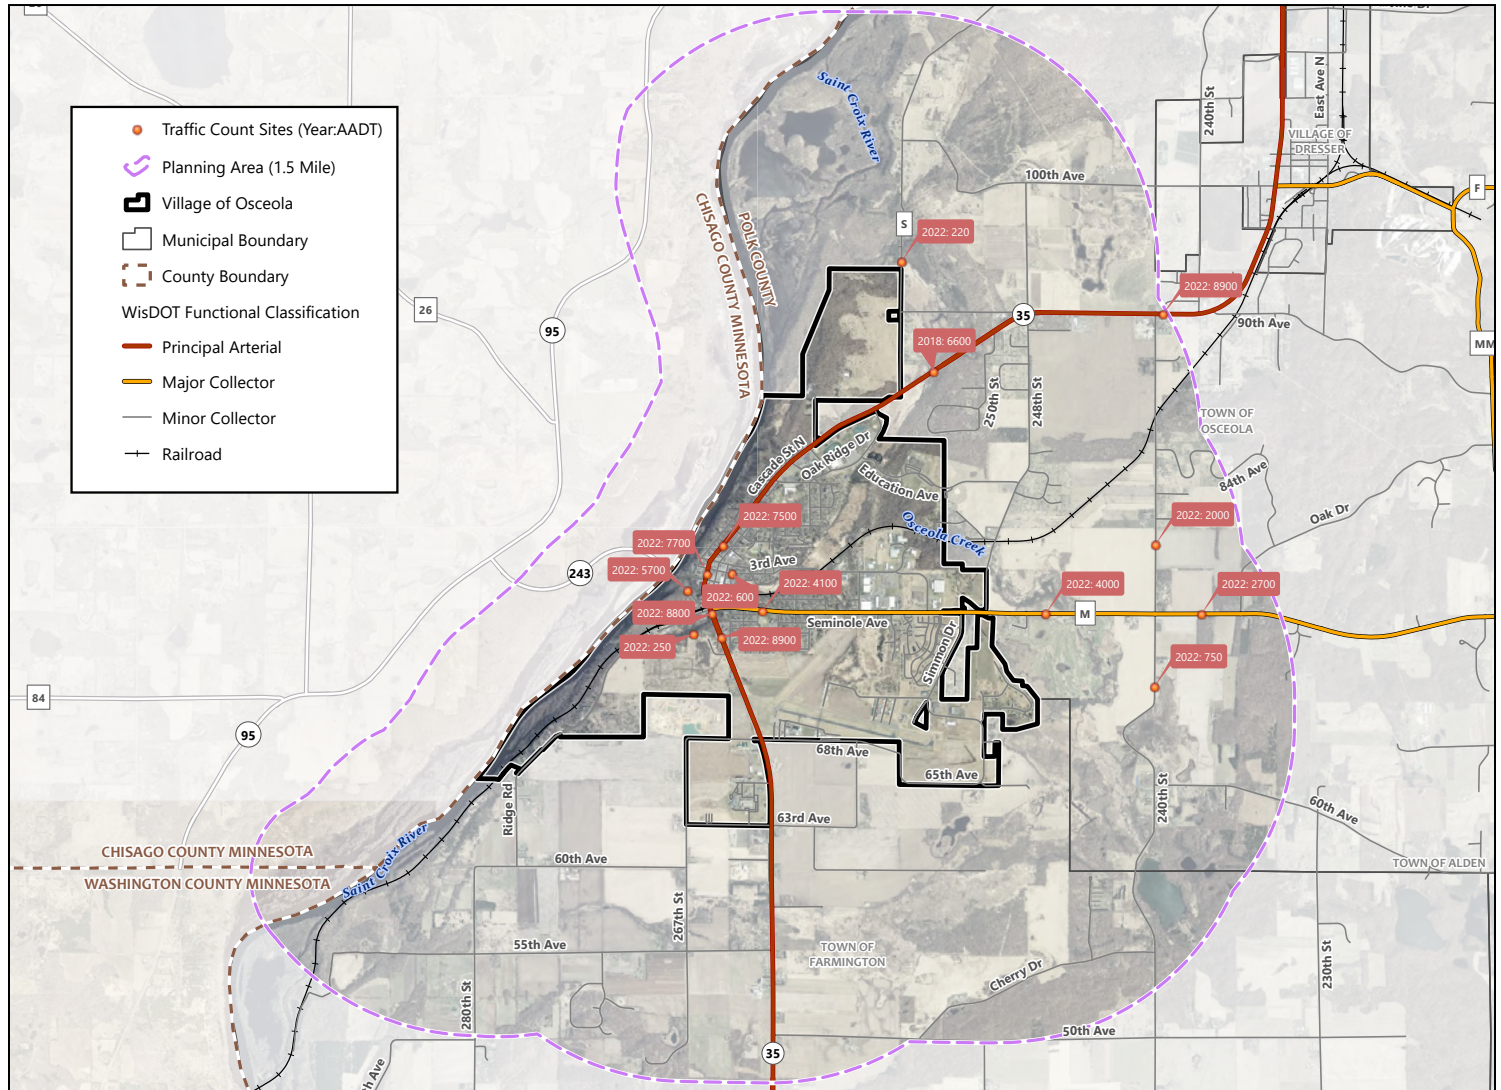 Traffic Count Sites (Year:AADT)
Planning Area (1.5 Mile)
Village of Osceola
Municipal Boundary
County Boundary
WisDOT Functional Classification
Principal Arterial
Major Collector
Minor Collector
Railroad
Saint Croix River
240th St
East Ave N
VILLAGE OF
DRESSER
100th Ave
F
S
2022: 220
POLK COUNTY
CHISAGO COUNTY MINNESOTA
2022: 8900
26
95
35
90th Ave
2018: 6600
MM
250th St
248th St
TOWN OF
OSCEOLA
Cascade St N
Oak Ridge Dr
Education Ave
84th Ave
Oak Dr
2022: 7500
2022: 2000
Osceola Creek
2022: 7700
3rd Ave
2022: 5700
243
2022: 4100
2022: 4000
2022: 2700
2022: 600
2022: 8800
M
Seminole Ave
2022: 8900
2022: 250
Simmon Dr
2022: 750
84
95
68th Ave
65th Ave
240th St
60th Ave
Ridge Rd
63rd Ave
CHISAGO COUNTY MINNESOTA
WASHINGTON COUNTY MINNESOTA
Saint Croix River
60th Ave
TOWN OF ALDEN
267th St
55th Ave
TOWN OF
FARMINGTON
Cherry Dr
230th St
280th St
50th Ave
35